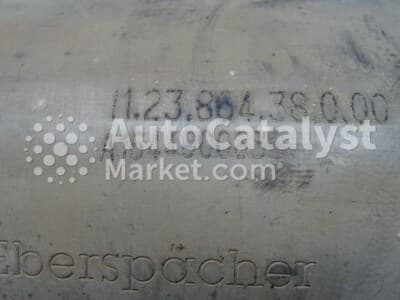 11.23.864.38.0.00
AutoCatalyst
Market.com
Eberspächer